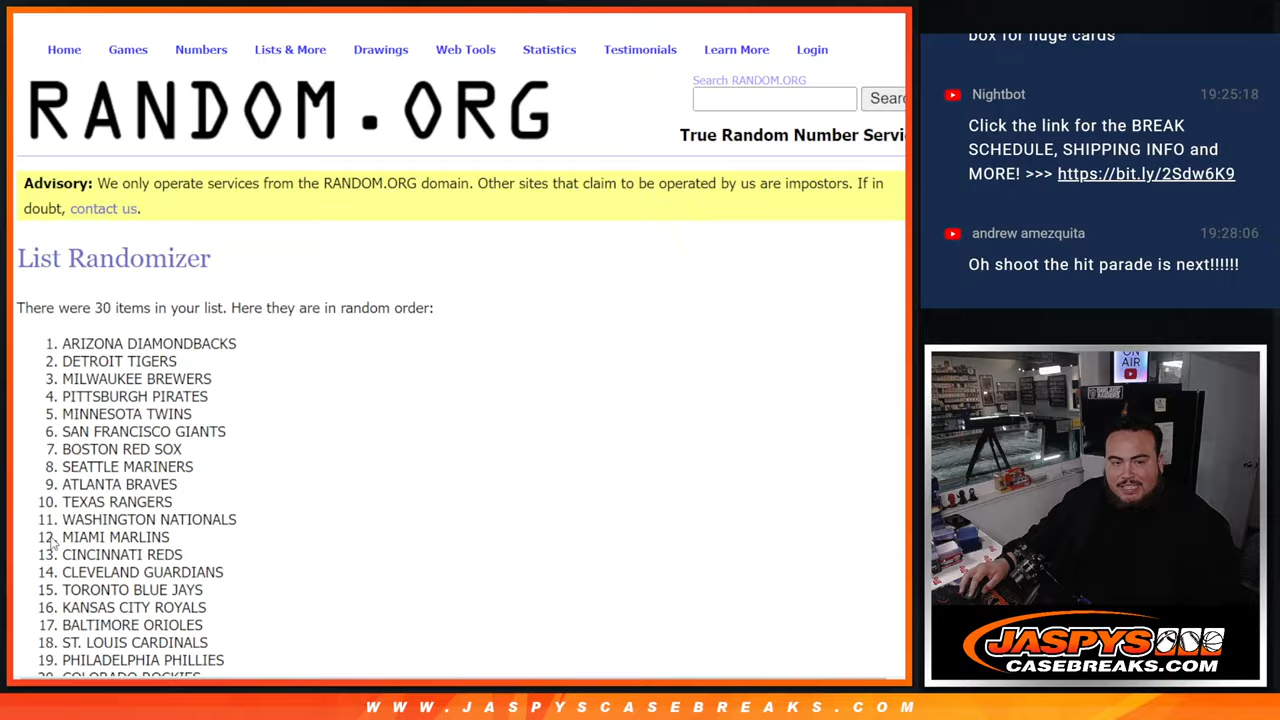 Home Games Numbers Lists & More Drawings Web Tools Statistics Testimonials Learn More Login
RANDOM.ORG
Search RANDOM.ORG
Searc
True Random Number Servi
Advisory: We only operate services from the RANDOM.ORG domain. Other sites that claim to be operated by us are impostors. If in
doubt, contact us.
List Randomizer
There were 30 items in your list. Here they are in random order:
1. ARIZONA DIAMONDBACKS
2. DETROIT TIGERS
3. MILWAUKEE BREWERS
4. PITTSBURGH PIRATES
5. MINNESOTA TWINS
6. SAN FRANCISCO GIANTS
7. BOSTON RED SOX
8. SEATTLE MARINERS
9. ATLANTA BRAVES
10. TEXAS RANGERS
11. WASHINGTON NATIONALS
12. MIAMI MARLINS
13. CINCINNATI REDS
14. CLEVELAND GUARDIANS
15. TORONTO BLUE JAYS
16. KANSAS CITY ROYALS
17. BALTIMORE ORIOLES
18. ST. LOUIS CARDINALS
19. PHILADELPHIA PHILLIES
20. COLORADO ROCKIES
box for huge cards
Nightbot 19:25:18
Click the link for the BREAK
SCHEDULE, SHIPPING INFO and
MORE! >>> https://bit.ly/2Sdw6K9
andrew amezquita 19:28:06
Oh shoot the hit parade is next!!!!!!
ON
AIR
JASPYS
CASEBREAKS.COM
WWW.JASPYSCASEBREAKS.COM